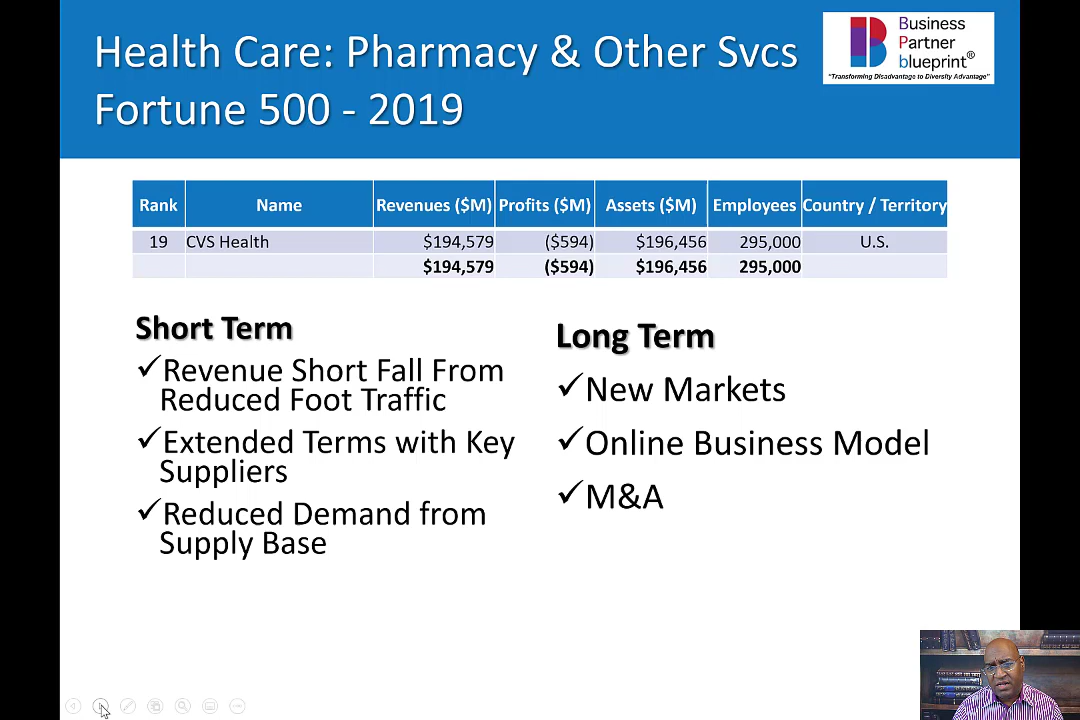 Health Care: Pharmacy & Other Svcs
Fortune 500 - 2019
Business
Partner
blueprint®
"Transforming Disadvantage to Diversity Advantage"
Rank Name Revenues ($M) Profits ($M) Assets ($M) Employees Country / Territory
19 CVS Health $194,579 ($594) $196,456 295,000 U.S.
$194,579 ($594) $196,456 295,000
Short Term
✓Revenue Short Fall From
Reduced Foot Traffic
✓Extended Terms with Key
Suppliers
✓Reduced Demand from
Supply Base
Long Term
✓New Markets
✓Online Business Model
✓M&A